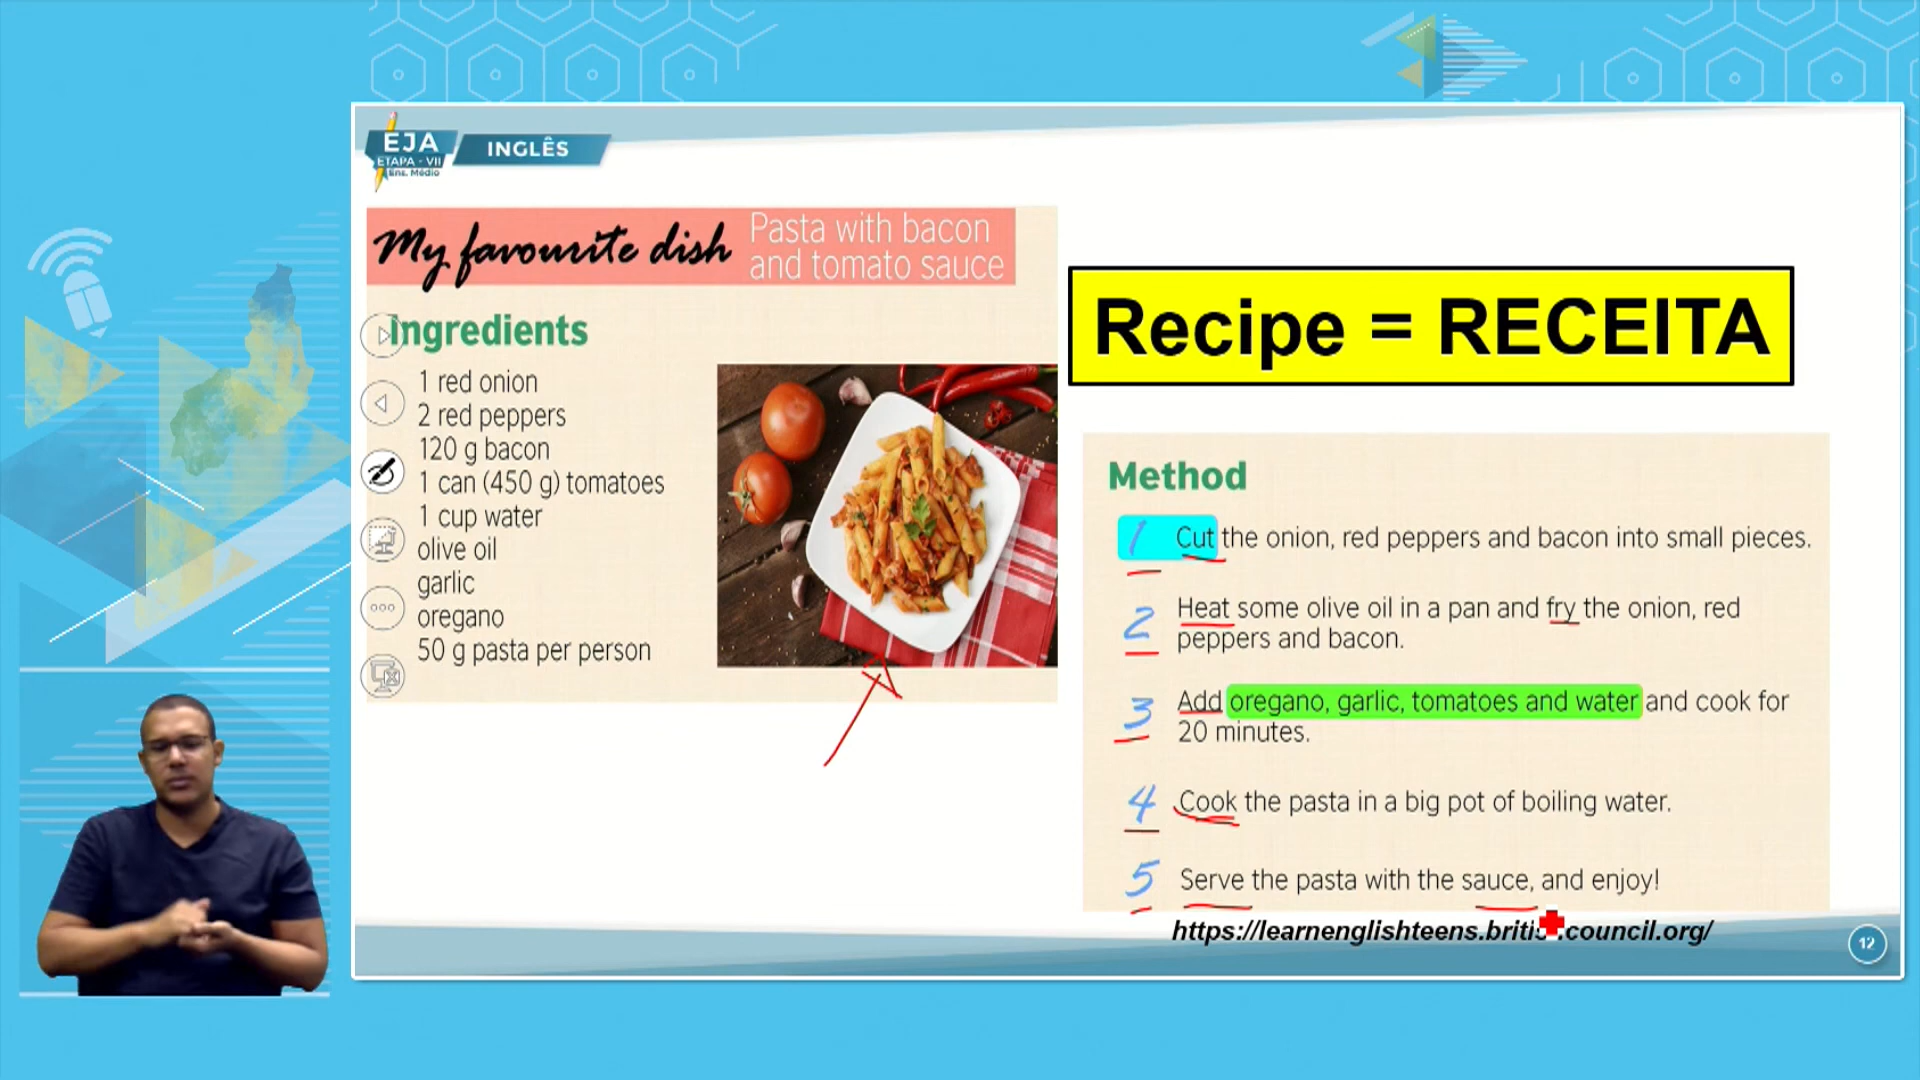 EJA
ETAPA - VII
Ens. Médio
INGLÊS
My favourite dish
Pasta with bacon
and tomato sauce
Ingredients
1 red onion
2 red peppers
120 g bacon
1 can (450 g) tomatoes
1 cup water
olive oil
garlic
oregano
50 g pasta per person
Recipe = RECEITA
Method
1 Cut the onion, red peppers and bacon into small pieces.
2 Heat some olive oil in a pan and fry the onion, red
peppers and bacon.
3 Add oregano, garlic, tomatoes and water and cook for
20 minutes.
4 Cook the pasta in a big pot of boiling water.
5 Serve the pasta with the sauce, and enjoy!
https://learnenglishteens.britis.council.org/
12